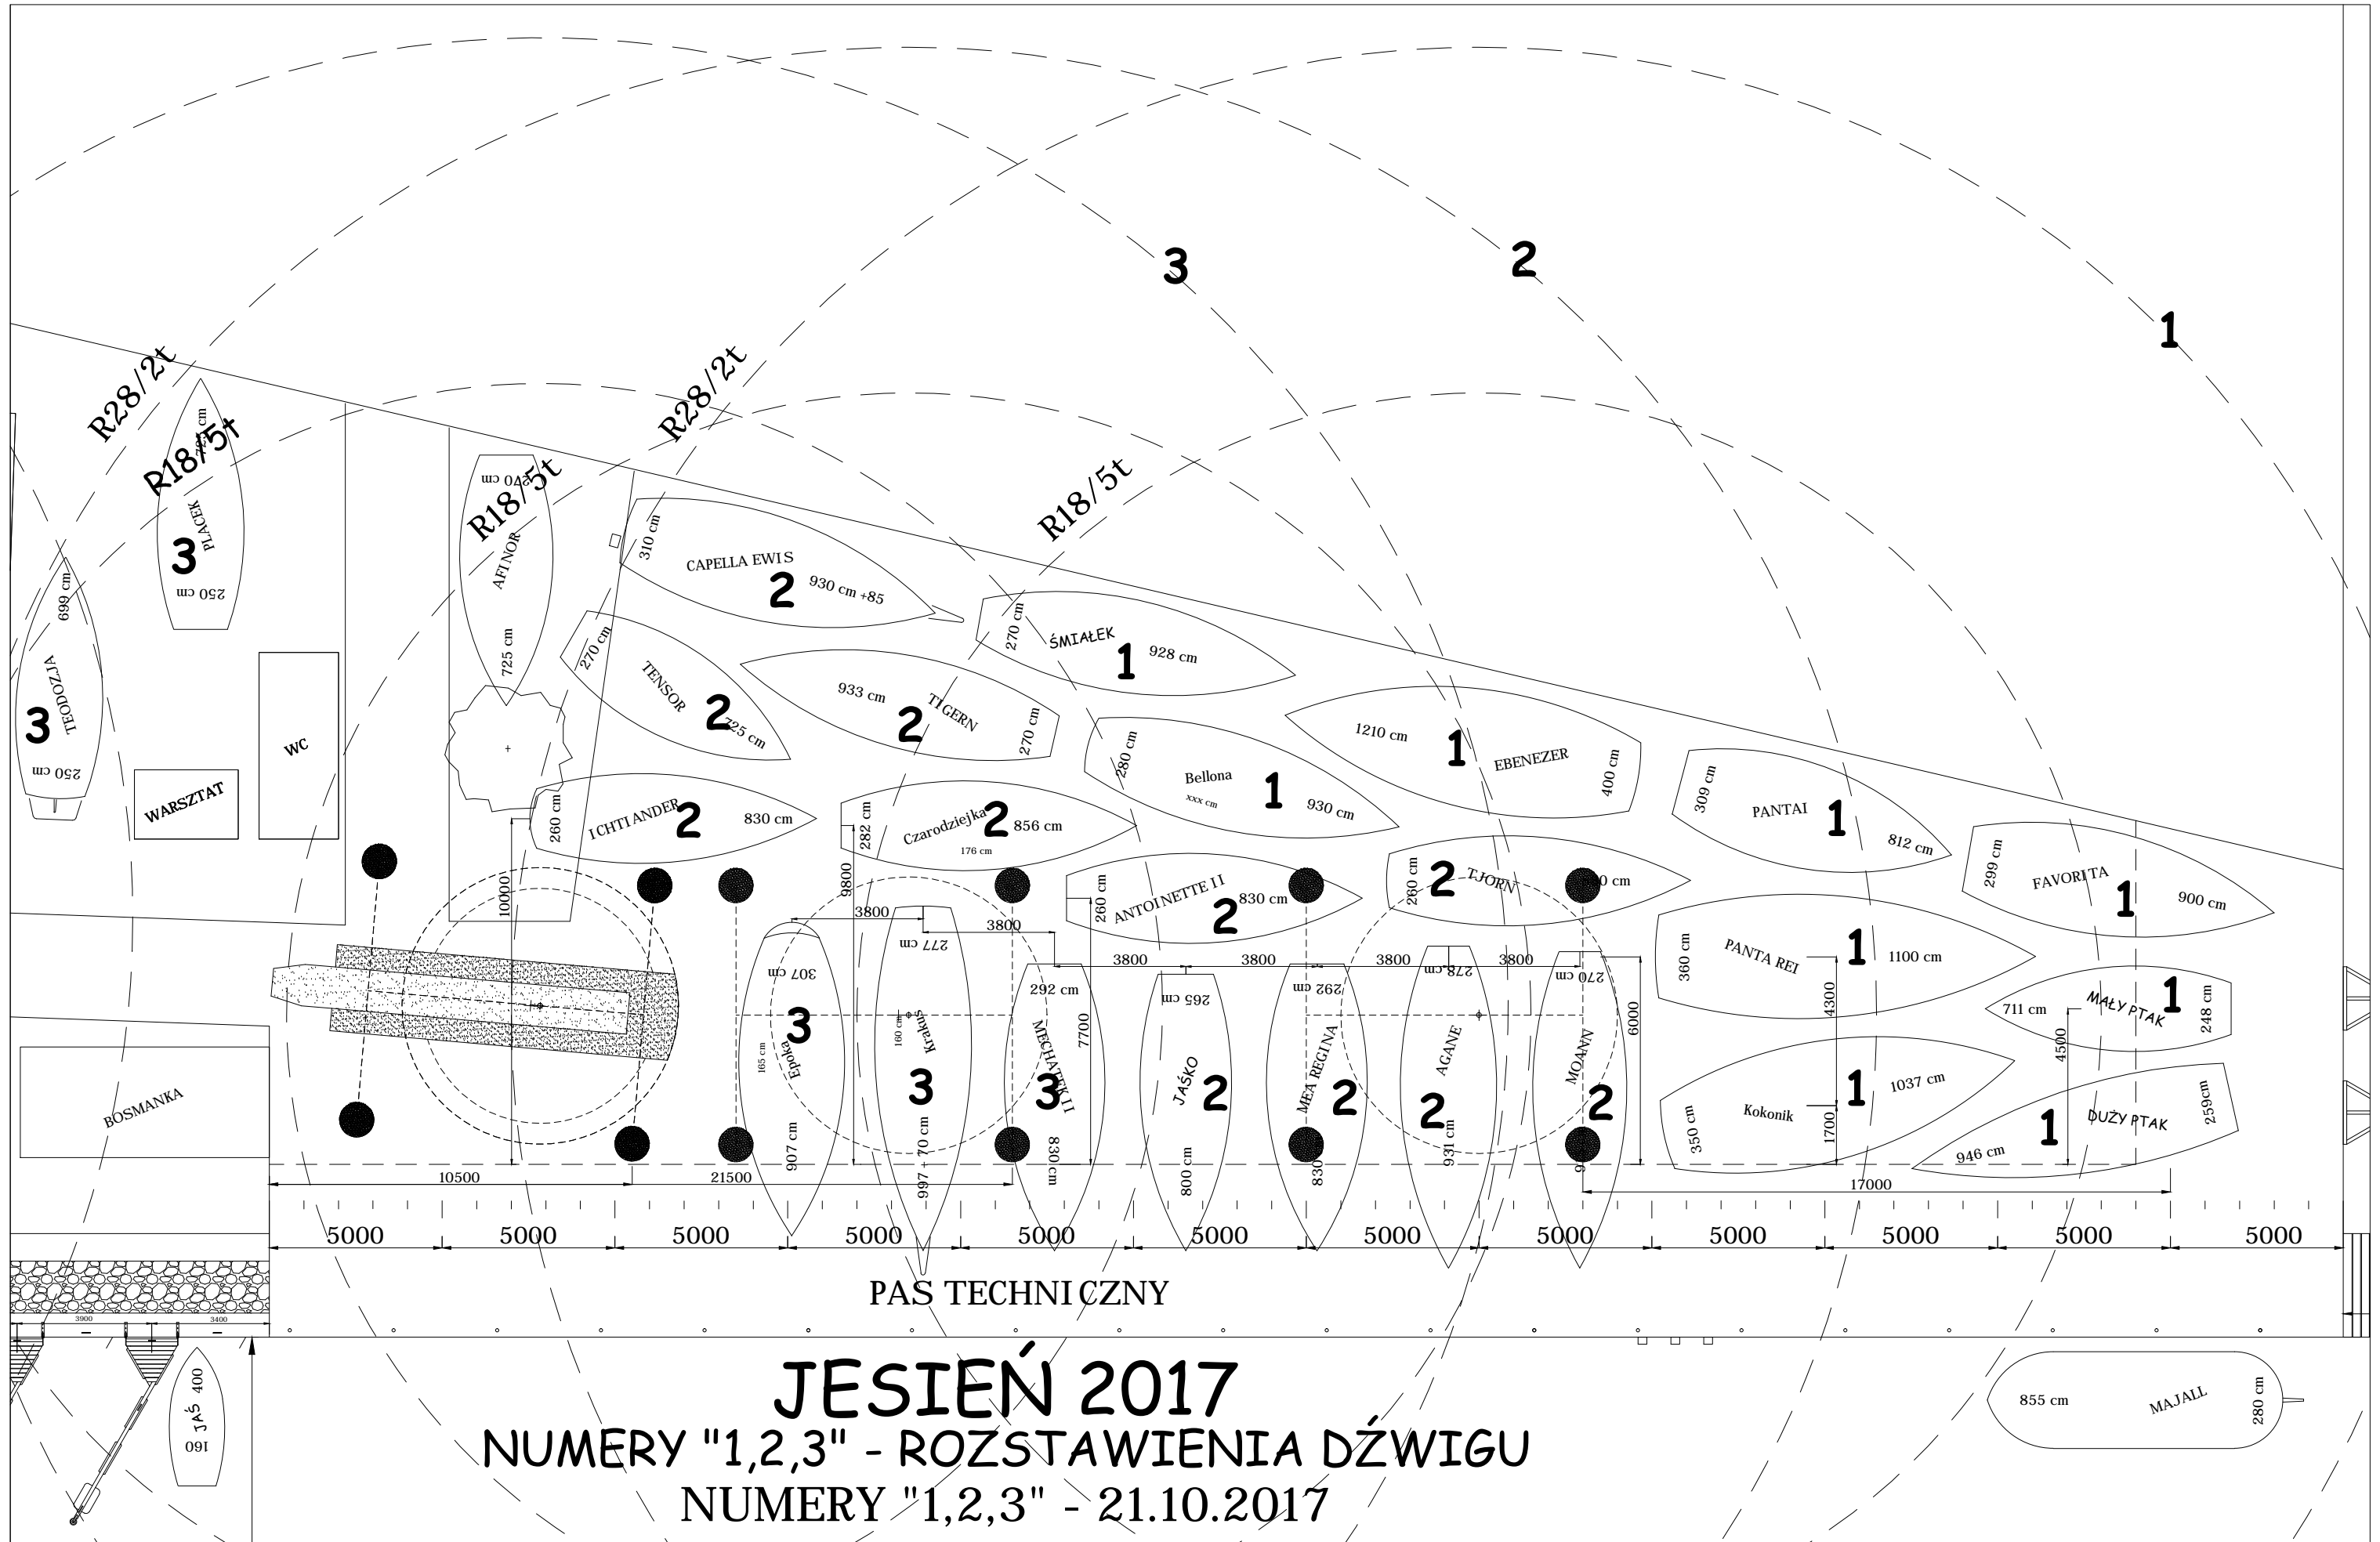 3
2
1
R28/2t
R28/2t
R18/5t
R18/5t
R18/5t
PLACEK
3
250 cm
699 cm
TEODOZJA
3
250 cm
WC
WARSZTAT
BOSMANKA
270 cm
AFINOR
725 cm
310 cm
CAPELLA EWIS
2
930 cm +85
270 cm
TENSOR
2
725 cm
933 cm
2
TIGERN
270 cm
270 cm
ŚMIAŁEK
1
928 cm
280 cm
Bellona
xxx cm
1
930 cm
1210 cm
1
EBENEZER
400 cm
309 cm
PANTAI
1
812 cm
299 cm
FAVORITA
1
900 cm
260 cm
ICHTIANDER
2
830 cm
282 cm
Czarodziejka
2
856 cm
176 cm
260 cm
ANTOINETTE II
2
830 cm
260 cm
2
TJORN
360 cm
PANTA REI
1
1100 cm
711 cm
MAŁY PTAK
1
248 cm
350 cm
Kokonik
1
1037 cm
946 cm
1
DUŻY PTAK
259cm
10000
9800
3800
3800
3800
3800
3800
3800
7700
6000
4300
1700
4500
307 cm
3
Epoka
165 cm
907 cm
277 cm
160 cm
Krakus
3
997 + 70 cm
292 cm
MECHATEK II
3
830 cm
265 cm
JAŚKO
2
800 cm
292 cm
MEA REGINA
2
830
278 cm
AGANE
2
931 cm
270 cm
MOANN
2
10500
21500
17000
5000
5000
5000
5000
5000
5000
5000
5000
5000
5000
5000
5000
PAS TECHNICZNY
3900
3400
JAŚ 400
160
855 cm
MAJALL
280 cm
JESIEŃ 2017
NUMERY "1,2,3" - ROZSTAWIENIA DŹWIGU
NUMERY "1,2,3" - 21.10.2017